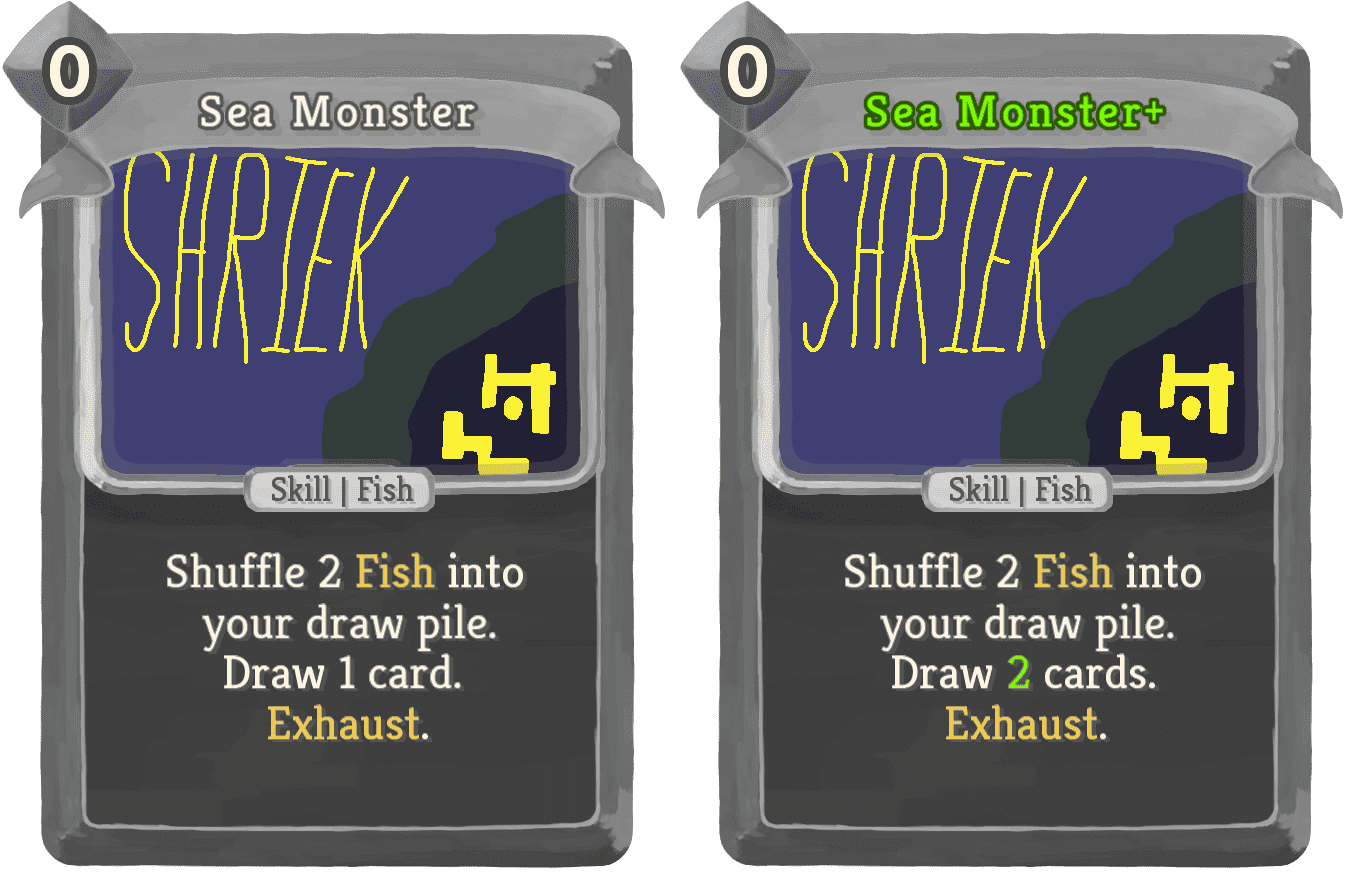 0
Sea Monster
SHRIEK
Skill | Fish
Shuffle 2 Fish into
your draw pile.
Draw 1 card.
Exhaust.
0
Sea Monster+
SHRIEK
Skill | Fish
Shuffle 2 Fish into
your draw pile.
Draw 2 cards.
Exhaust.